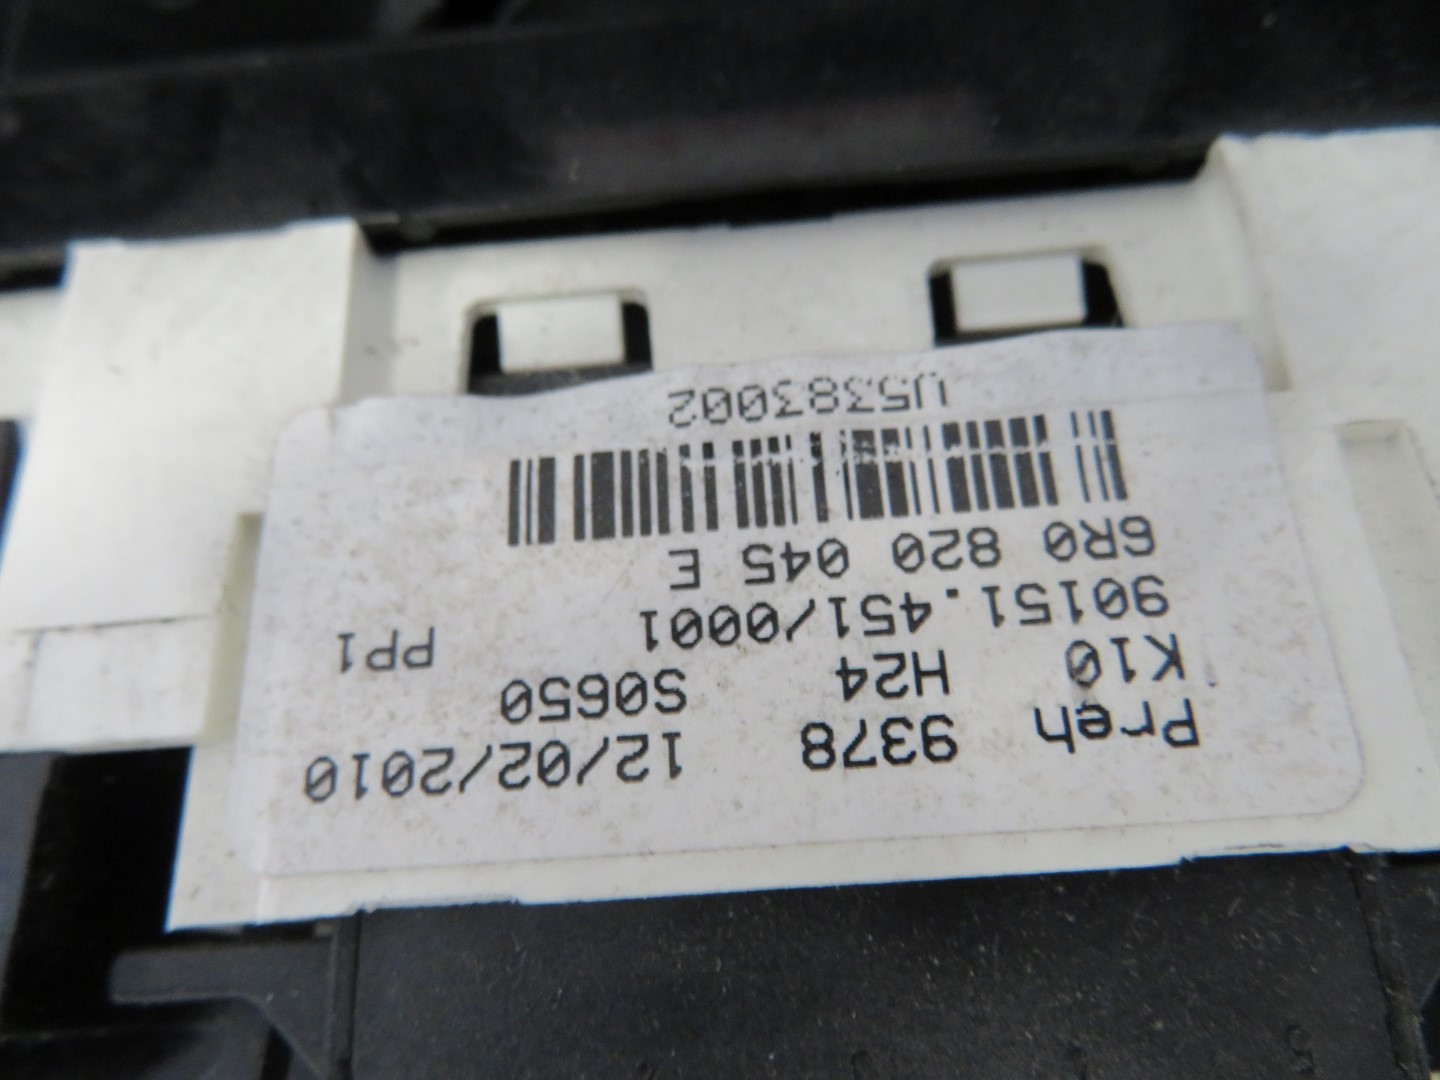 Preh 9378 12/02/2010
K10 H24 S0650
90151.451/0001 PP1
6R0 820 045 E
U5383002